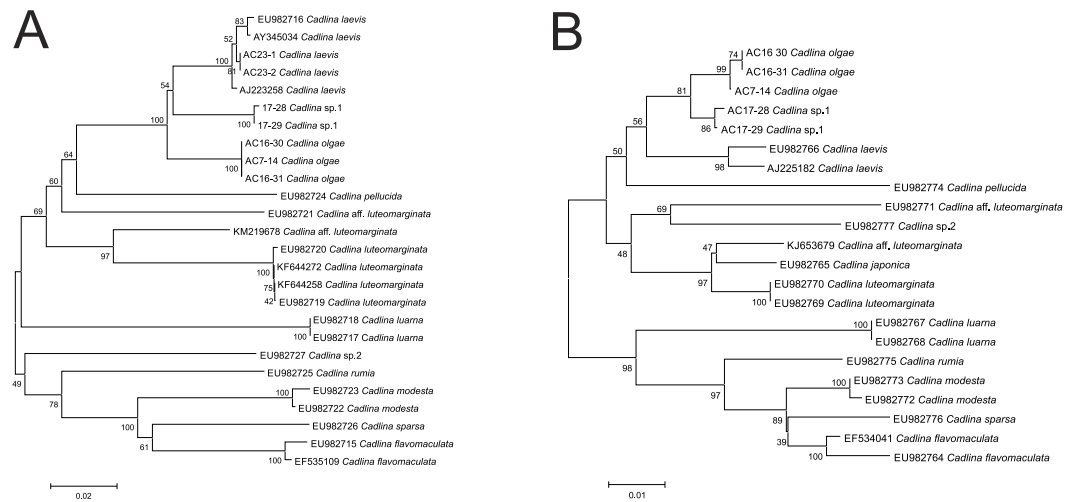 A
83
EU982716 Cadlina laevis
AY345034 Cadlina laevis
52
AC23-1 Cadlina laevis
100
81
AC23-2 Cadlina laevis
AJ223258 Cadlina laevis
54
17-28 Cadlina sp.1
100
17-29 Cadlina sp.1
100
AC16-30 Cadlina olgae
AC7-14 Cadlina olgae
100
AC16-31 Cadlina olgae
64
EU982724 Cadlina pellucida
60
EU982721 Cadlina aff. luteomarginata
69
KM219678 Cadlina aff. luteomarginata
97
EU982720 Cadlina luteomarginata
100
KF644272 Cadlina luteomarginata
75
KF644258 Cadlina luteomarginata
42
EU982719 Cadlina luteomarginata
EU982718 Cadlina luarna
100
EU982717 Cadlina luarna
EU982727 Cadlina sp.2
49
EU982725 Cadlina rumia
78
100
EU982723 Cadlina modesta
EU982722 Cadlina modesta
100
EU982726 Cadlina sparsa
61
EU982715 Cadlina flavomaculata
100
EF535109 Cadlina flavomaculata
0.02
B
74
AC16 30 Cadlina olgae
99
AC16-31 Cadlina olgae
AC7-14 Cadlina olgae
81
AC17-28 Cadlina sp.1
86
AC17-29 Cadlina sp.1
56
EU982766 Cadlina laevis
98
AJ225182 Cadlina laevis
50
EU982774 Cadlina pellucida
69
EU982771 Cadlina aff. luteomarginata
EU982777 Cadlina sp.2
48
47
KJ653679 Cadlina aff. luteomarginata
EU982765 Cadlina japonica
97
EU982770 Cadlina luteomarginata
100
EU982769 Cadlina luteomarginata
100
EU982767 Cadlina luarna
EU982768 Cadlina luarna
98
EU982775 Cadlina rumia
97
100
EU982773 Cadlina modesta
EU982772 Cadlina modesta
89
EU982776 Cadlina sparsa
39
EF534041 Cadlina flavomaculata
100
EU982764 Cadlina flavomaculata
0.01